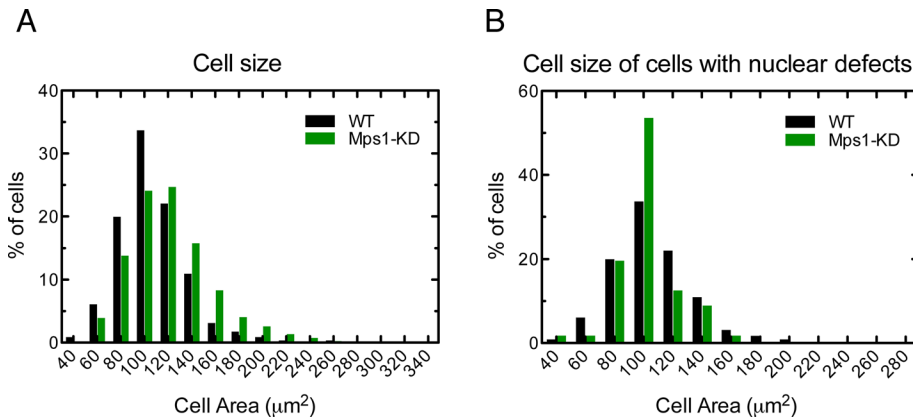 A
Cell size
40
30
20
10
0
% of cells
WT
Mps1-KD
40 60 80 100 120 140 160 180 200 220 240 260 280 300 320 340
Cell Area (μm²)
B
Cell size of cells with nuclear defects
60
40
20
0
% of cells
WT
Mps1-KD
40 60 80 100 120 140 160 180 200 220 240 260 280
Cell Area (μm²)